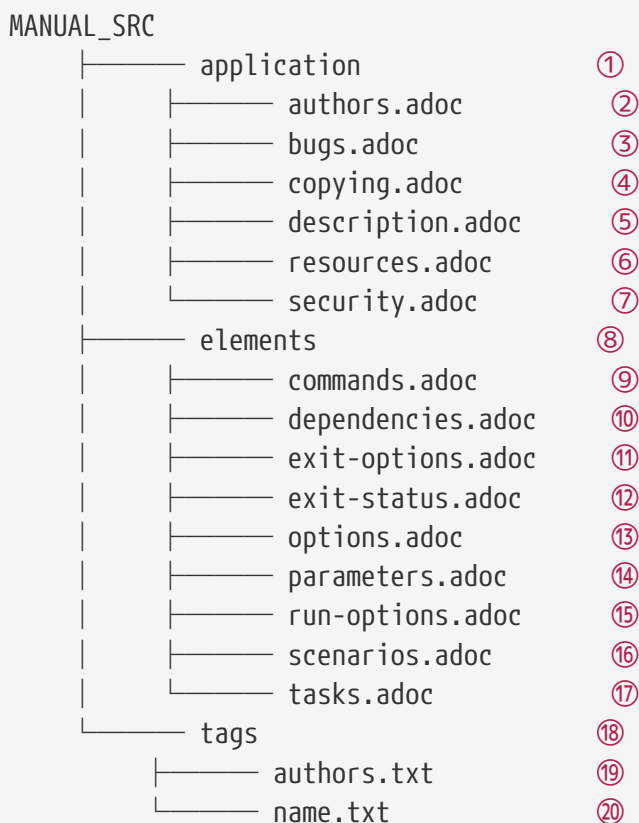 MANUAL_SRC
├────── application ①
│ ├────── authors.adoc ②
│ ├────── bugs.adoc ③
│ ├────── copying.adoc ④
│ ├────── description.adoc ⑤
│ ├────── resources.adoc ⑥
│ └────── security.adoc ⑦
├────── elements ⑧
│ ├────── commands.adoc ⑨
│ ├────── dependencies.adoc ⑩
│ ├────── exit-options.adoc ⑪
│ ├────── exit-status.adoc ⑫
│ ├────── options.adoc ⑬
│ ├────── parameters.adoc ⑭
│ ├────── run-options.adoc ⑮
│ ├────── scenarios.adoc ⑯
│ └────── tasks.adoc ⑰
└────── tags ⑱
├────── authors.txt ⑲
└────── name.txt ⑳